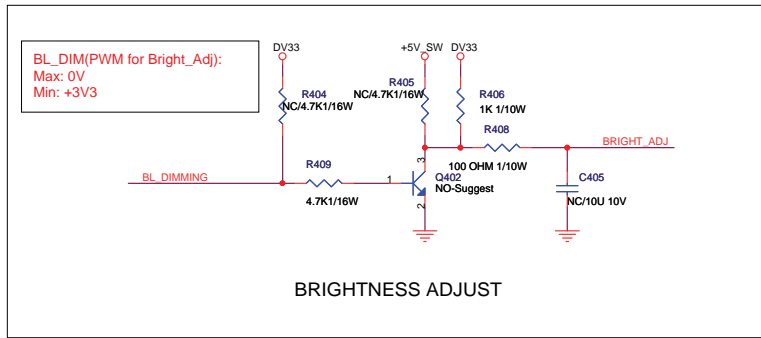 BL_DIM(PWM for Bright_Adj):
Max: 0V
Min: +3V3
DV33
+5V_SW
DV33
R404
NC/4.7K1/16W
R405
NC/4.7K1/16W
R406
1K 1/10W
R408
100 OHM 1/10W
BRIGHT_ADJ
BL_DIMMING
R409
4.7K1/16W
1
3
2
Q402
NO-Suggest
C405
NC/10U 10V
BRIGHTNESS ADJUST